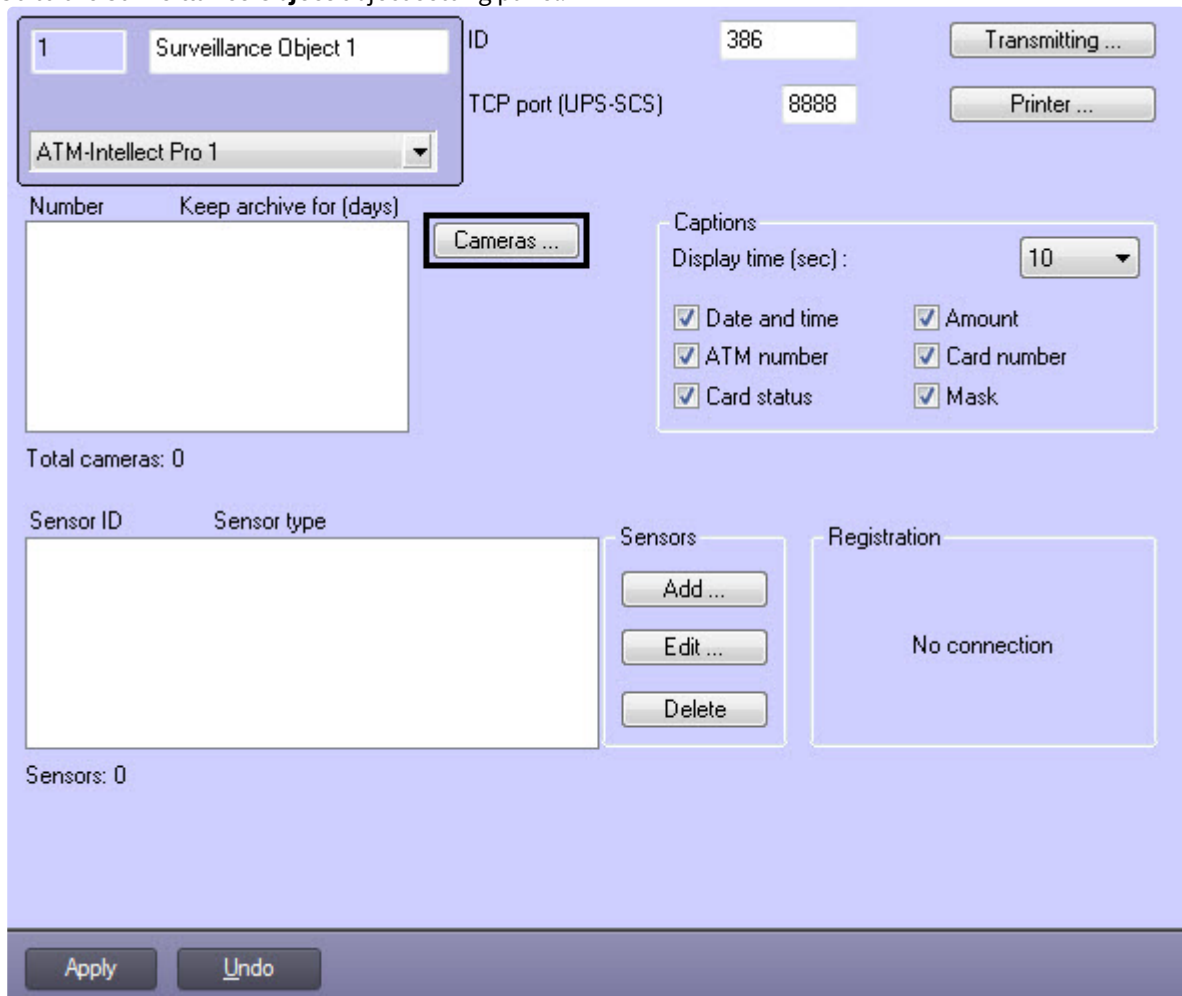 1 Surveillance Object 1 ID 386 Transmitting ...
TCP port (UPS-SCS) 8888 Printer ...
ATM-Intellect Pro 1
Number Keep archive for (days)
Cameras ...
Captions
Display time (sec) : 10
Date and time Amount
ATM number Card number
Card status Mask
Total cameras: 0
Sensor ID Sensor type
Sensors Registration
Add ...
Edit ... No connection
Delete
Sensors: 0
Apply Undo